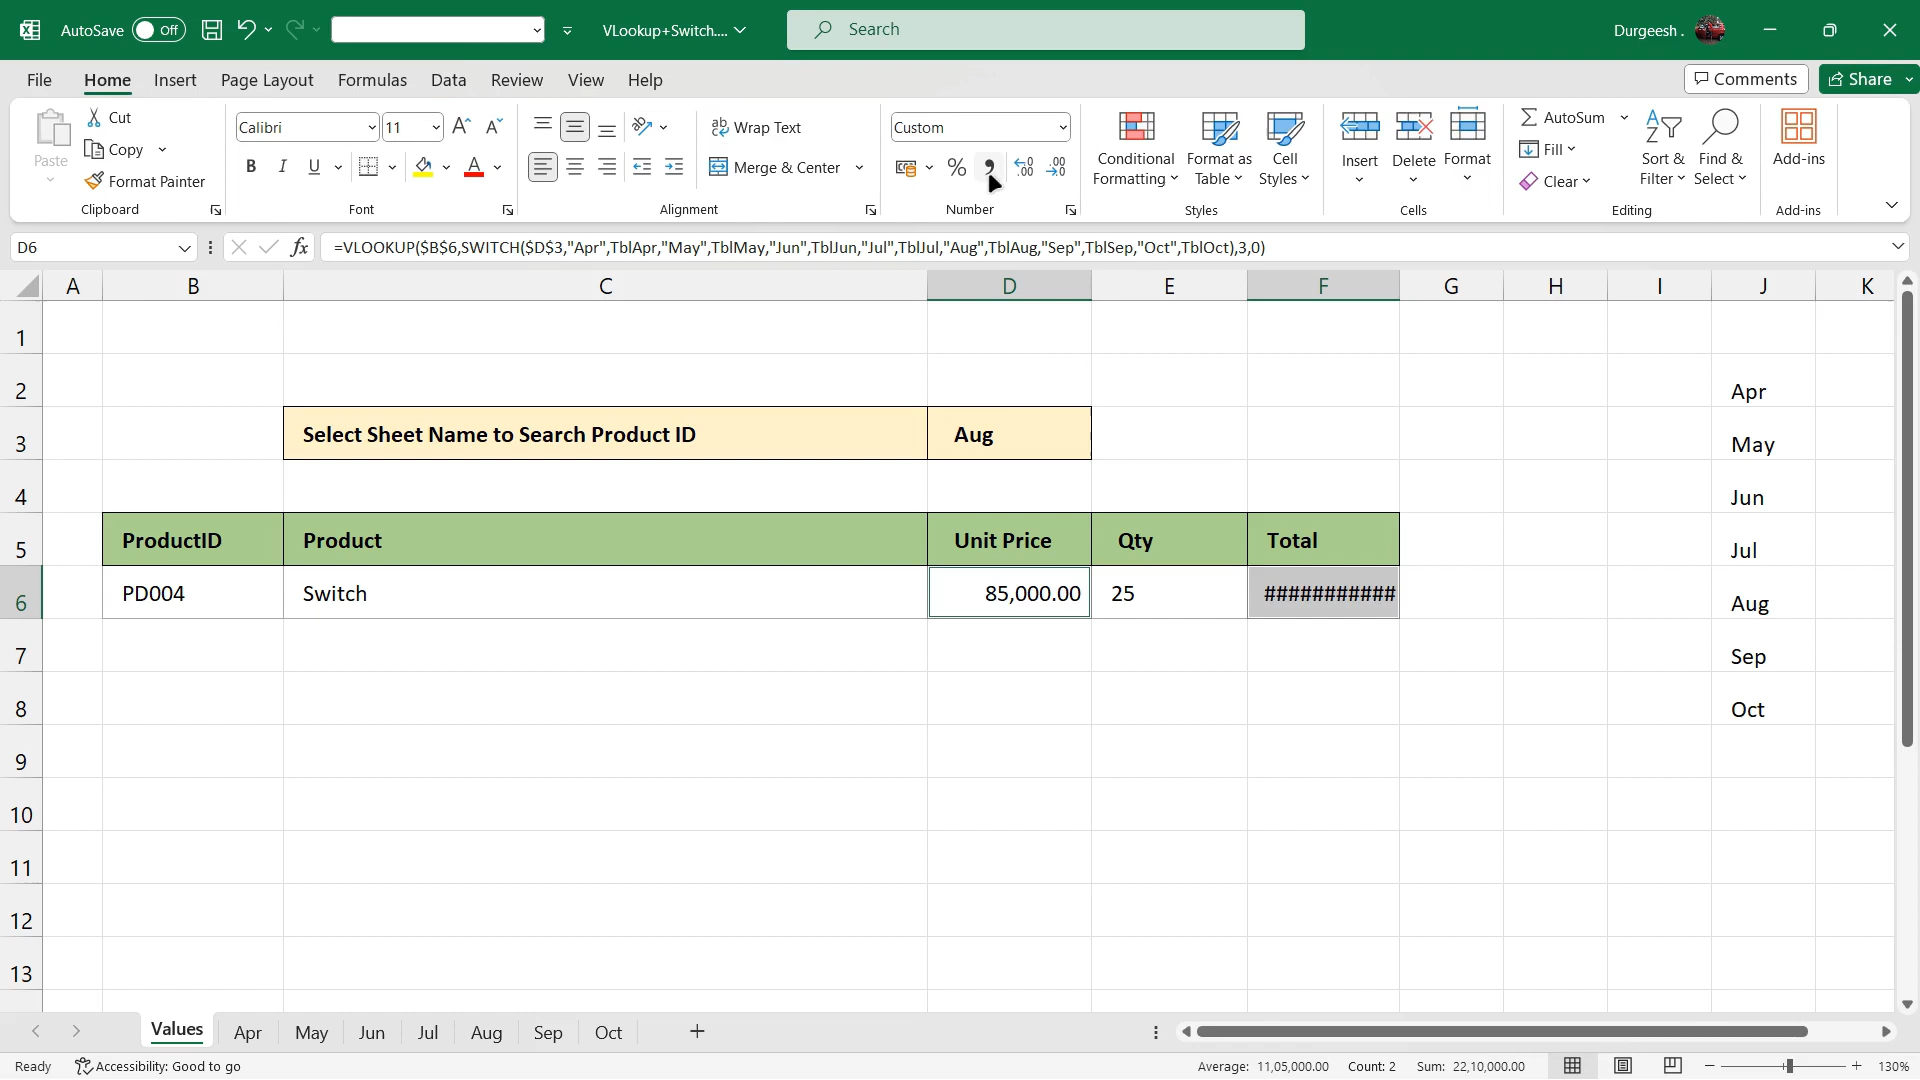 AutoSave Off VLookup+Switch.... Search Durgeesh .
File Home Insert Page Layout Formulas Data Review View Help Comments Share
Paste Cut Copy Format Painter Clipboard
Calibri 11 B I U A Font
Wrap Text Merge & Center Alignment
Custom % Number
Conditional Formatting Format as Table Cell Styles Styles
Insert Delete Format Cells
AutoSum Fill Clear Sort & Filter Find & Select Editing
Add-ins Add-ins
D6 fx =VLOOKUP($B$6,SWITCH($D$3,"Apr",TblApr,"May",TblMay,"Jun",TblJun,"Jul",TblJul,"Aug",TblAug,"Sep",TblSep,"Oct",TblOct),3,0)
A B C D E F G H I J K
1
2 Apr
3 Select Sheet Name to Search Product ID Aug May
4 Jun
5 ProductID Product Unit Price Qty Total Jul
6 PD004 Switch 85,000.00 25 ########### Aug
7 Sep
8 Oct
9
10
11
12
13
Values Apr May Jun Jul Aug Sep Oct +
Ready Accessibility: Good to go Average: 11,05,000.00 Count: 2 Sum: 22,10,000.00 130%